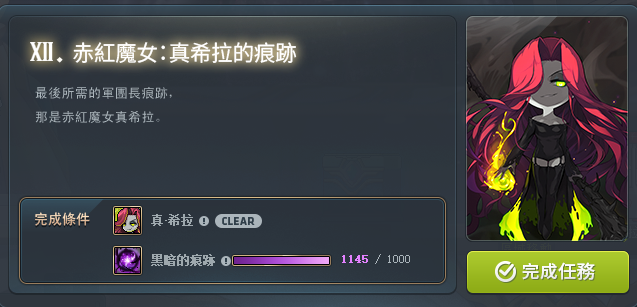 XII. 赤紅魔女:真希拉的痕跡
最後所需的軍團長痕跡,
那是赤紅魔女真希拉。
完成條件
真·希拉 ! CLEAR
黑暗的痕跡 ! 1145 / 1000
完成任務